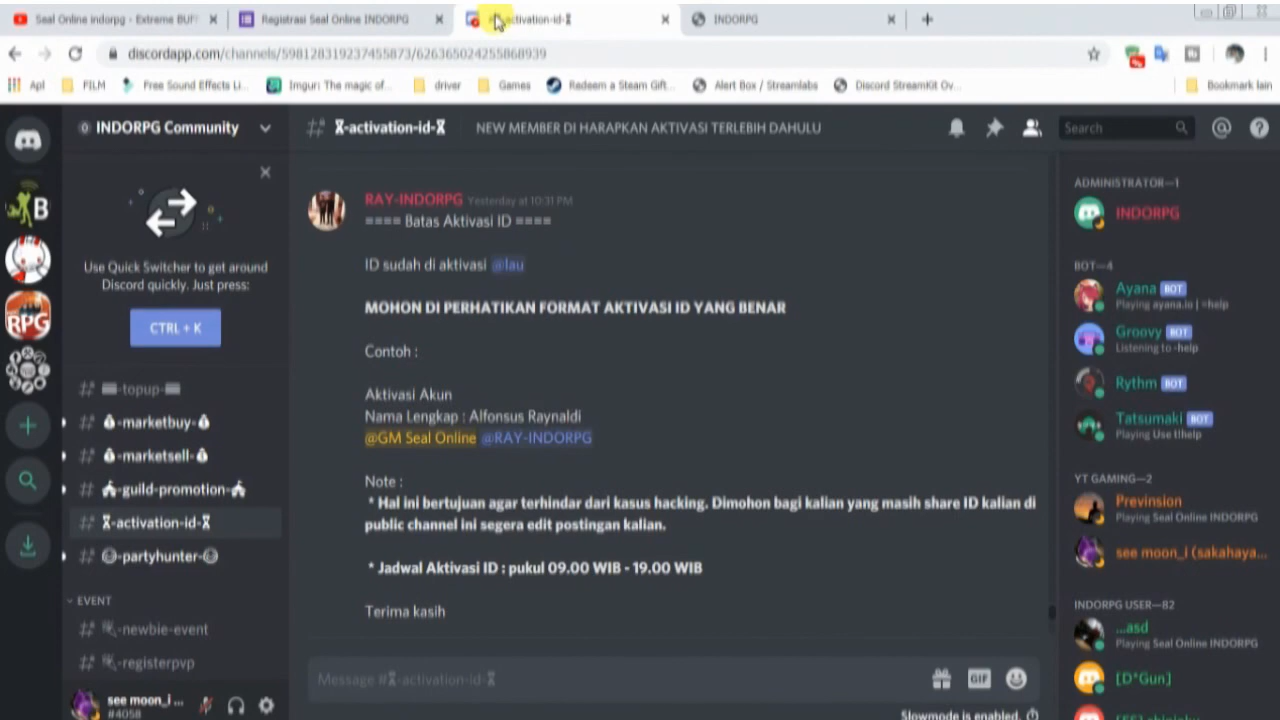 Seal Online indorpg - Extreme BUFF
Registrasi Seal Online INDORPG
-activation-id-
INDORPG
discordapp.com/channels/598128319237455873/626365024255868939
Apl
FILM
Free Sound Effects Li...
Imgur: The magic of...
driver
Games
Redeem a Steam Gift...
Alert Box / Streamlabs
Discord StreamKit Ov...
Bookmark lain
INDORPG Community
# ⌛-activation-id-⌛
NEW MEMBER DI HARAPKAN AKTIVASI TERLEBIH DAHULU
Search
B
RPG
Use Quick Switcher to get around
Discord quickly. Just press:
CTRL + K
-topup-
-marketbuy-
-marketsell-
-guild-promotion-
⌛-activation-id-⌛
-partyhunter-
EVENT
-newbie-event
-registerpvp
see moon_i ...
#4058
RAY-INDORPG Yesterday at 10:31 PM
==== Batas Aktivasi ID ====
ID sudah di aktivasi @lau
MOHON DI PERHATIKAN FORMAT AKTIVASI ID YANG BENAR
Contoh :
Aktivasi Akun
Nama Lengkap : Alfonsus Raynaldi
@GM Seal Online @RAY-INDORPG
Note :
* Hal ini bertujuan agar terhindar dari kasus hacking. Dimohon bagi kalian yang masih share ID kalian di
public channel ini segera edit postingan kalian.
* Jadwal Aktivasi ID : pukul 09.00 WIB - 19.00 WIB
Terima kasih
Message #⌛-activation-id-⌛
GIF
Slowmode is enabled.
ADMINISTRATOR—1
INDORPG
BOT—4
Ayana BOT
Playing ayana.io | =help
Groovy BOT
Listening to -help
Rythm BOT
Tatsumaki BOT
Playing Use t!help
YT GAMING—2
Previnsion
Playing Seal Online INDORPG
see moon_i (sakahaya...
INDORPG USER—82
...asd
Playing Seal Online INDORPG
[D*Gun]